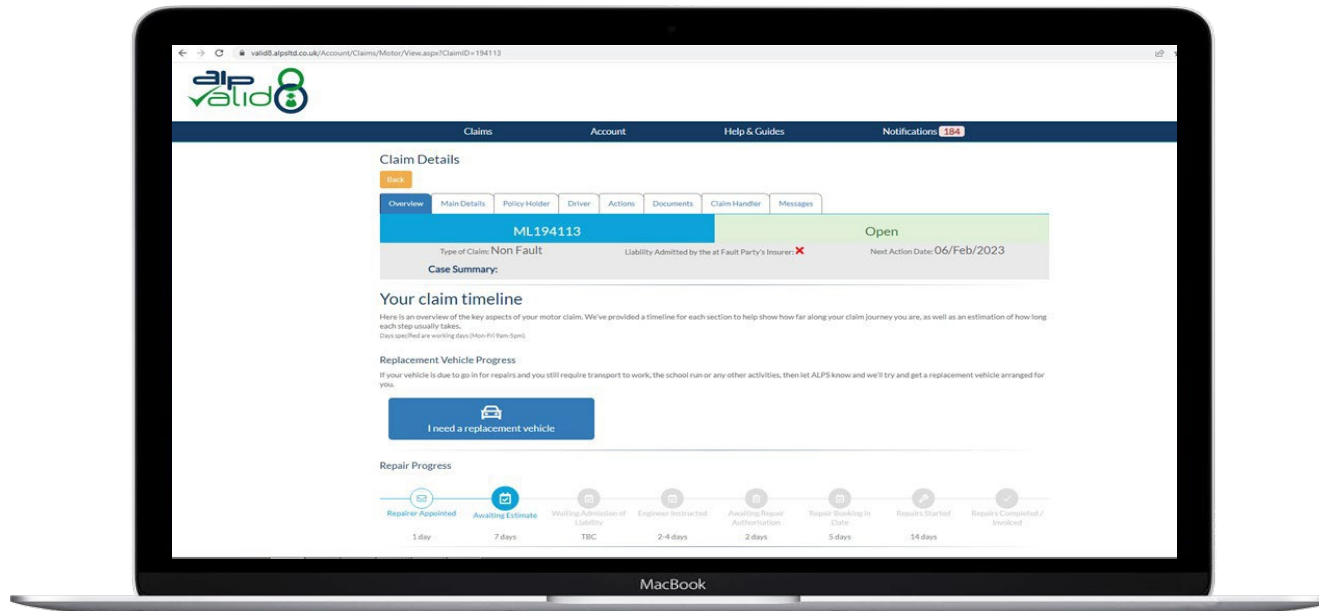 valid8.alpsltd.co.uk/Account/Claims/Motor/View.aspx?ClaimID=194113
alp
valid8
Claims Account Help & Guides Notifications 184
Claim Details
Back
Overview Main Details Policy Holder Driver Actions Documents Claim Handler Messages
ML194113 Open
Type of Claim: Non Fault Liability Admitted by the at Fault Party's Insurer: Next Action Date: 06/Feb/2023
Case Summary:
Your claim timeline
Here is an overview of the key aspects of your motor claim. We've provided a timeline for each section to help show how far along your claim journey you are, as well as an estimation of how long
each step usually takes.
Days specified are working days (Mon-Fri 9am-5pm).
Replacement Vehicle Progress
If your vehicle is due to go in for repairs and you still require transport to work, the school run or any other activities, then let ALPS know and we'll try and get a replacement vehicle arranged for
you.
I need a replacement vehicle
Repair Progress
Repairer Appointed Awaiting Estimate Waiting Admission of Engineer Instructed Awaiting Repair Repair Booking In Repairs Started Repairs Completed /
Liability Authorisation Date Invoiced
1 day 7 days TBC 2-4 days 2 days 5 days 14 days
MacBook